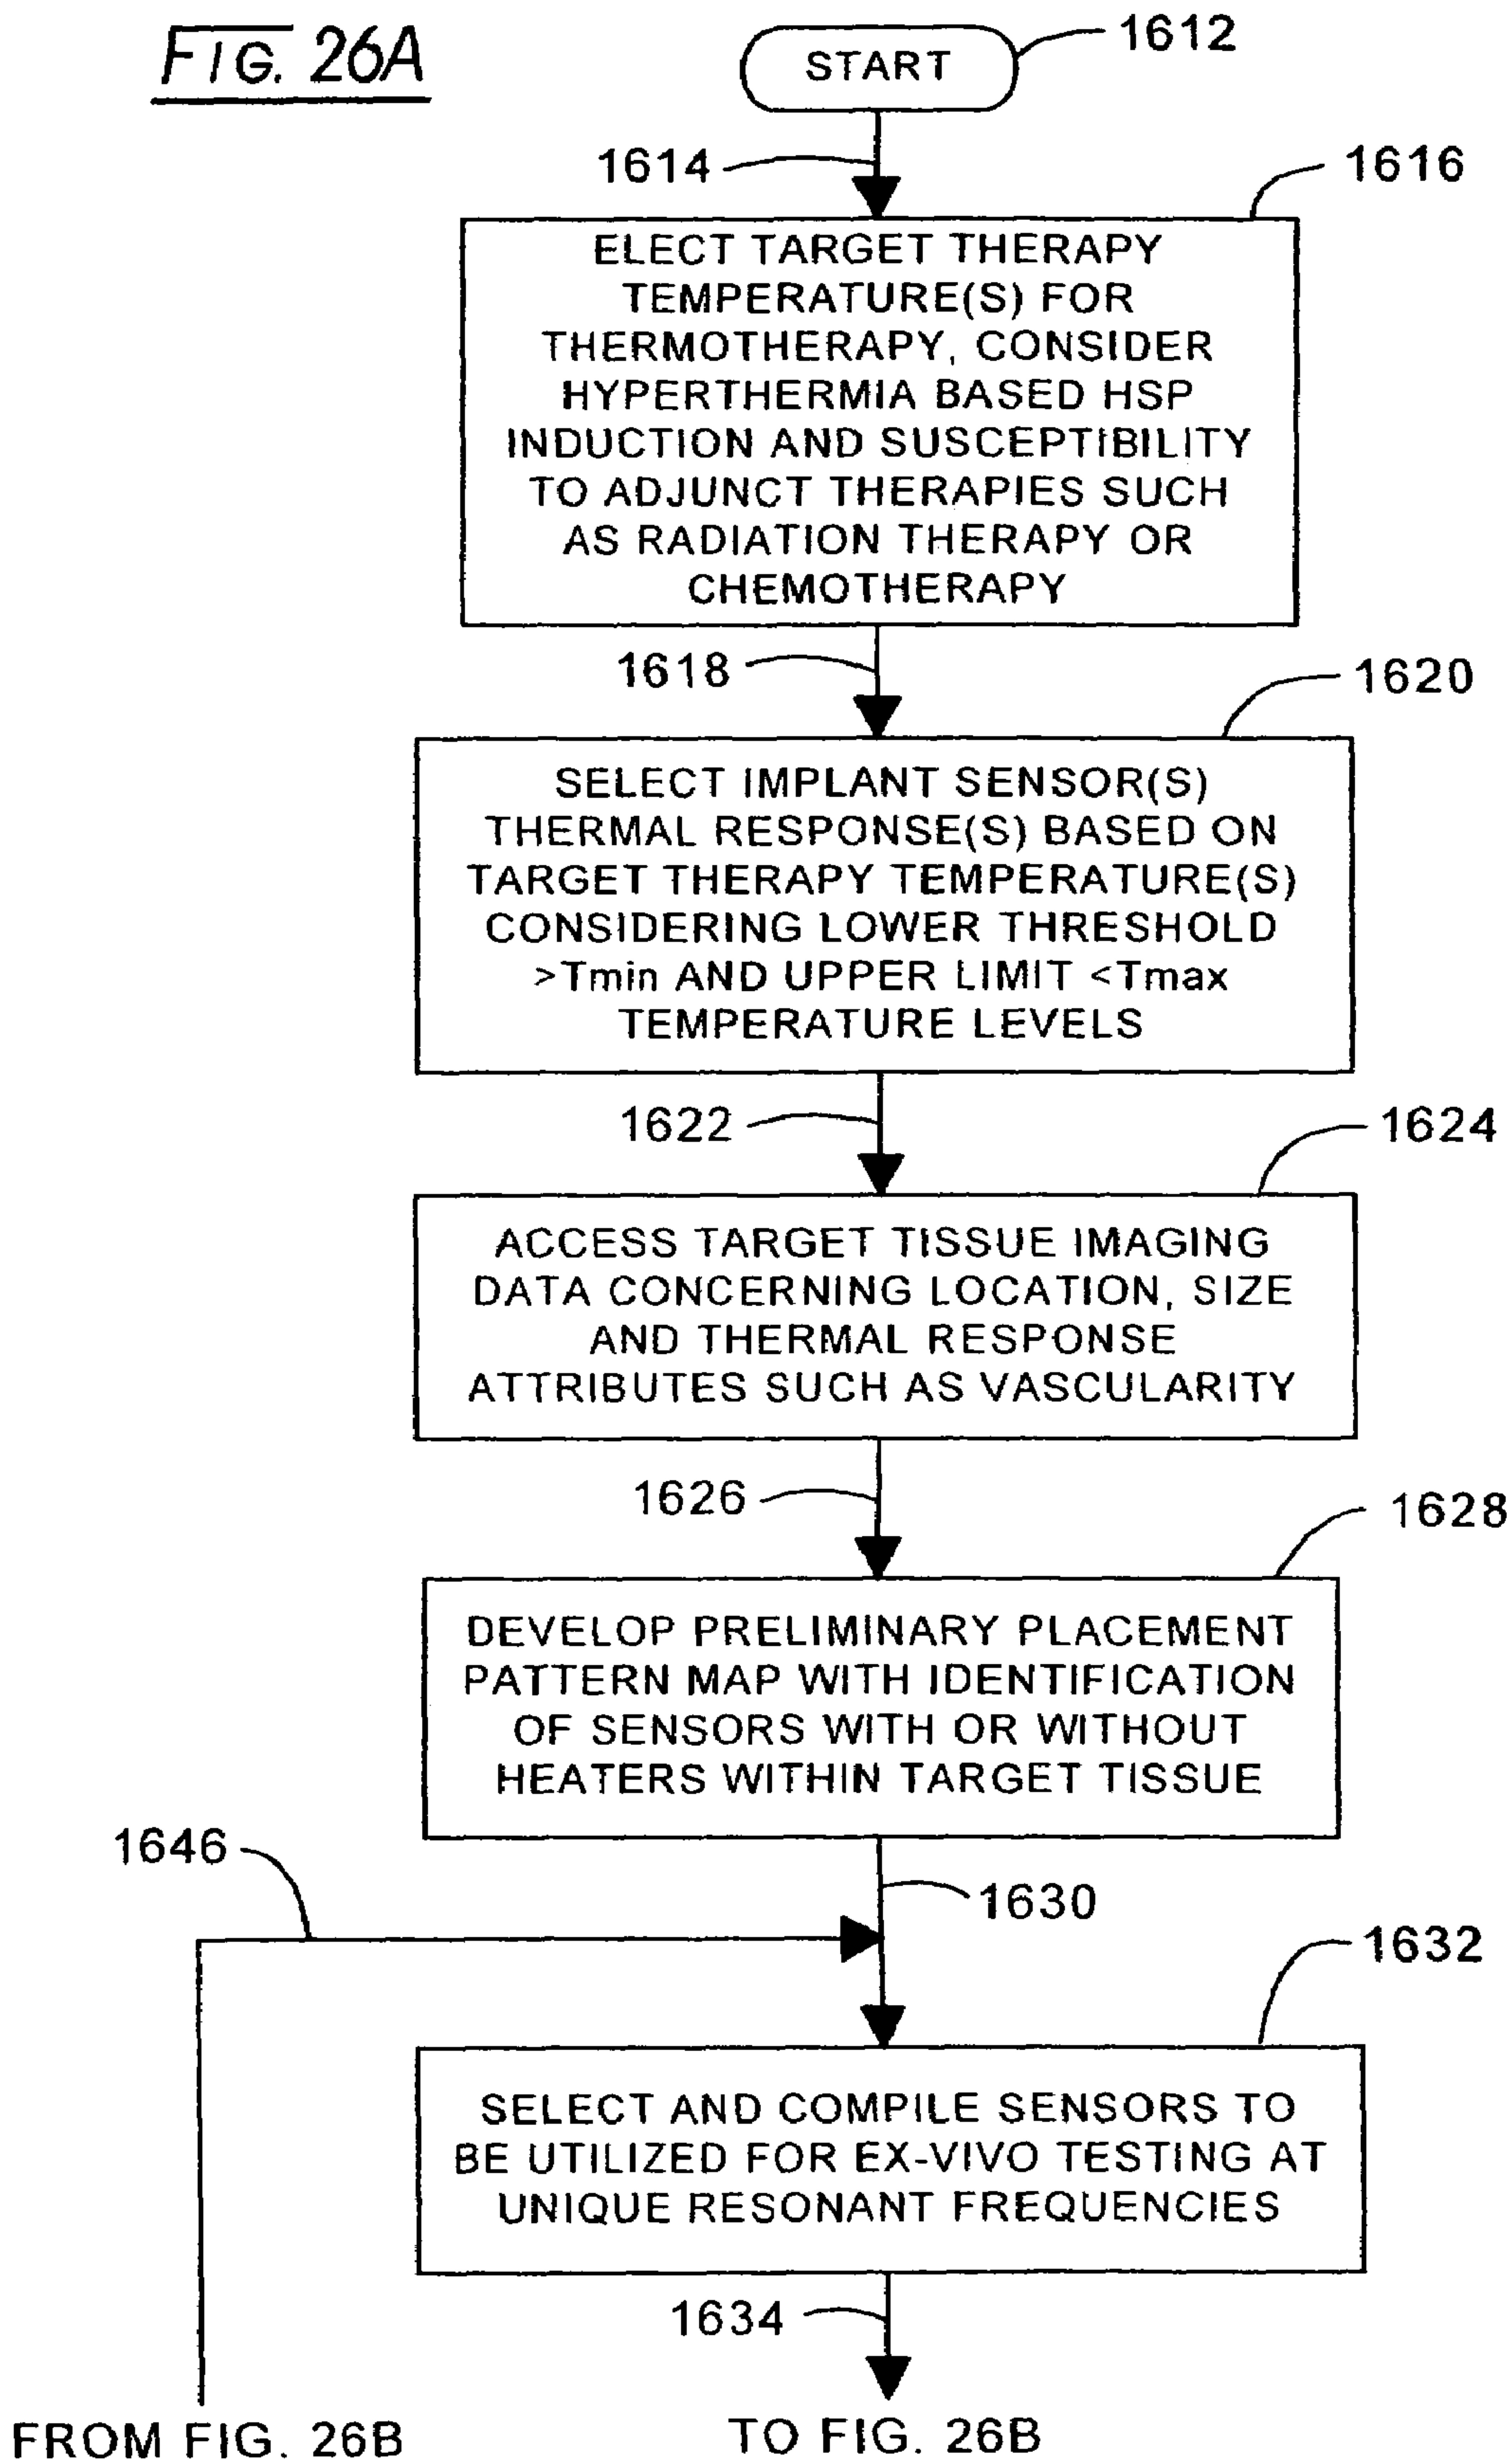 FIG. 26A
START
1612
1614
1616
ELECT TARGET THERAPY
TEMPERATURE(S) FOR
THERMOTHERAPY, CONSIDER
HYPERTHERMIA BASED HSP
INDUCTION AND SUSCEPTIBILITY
TO ADJUNCT THERAPIES SUCH
AS RADIATION THERAPY OR
CHEMOTHERAPY
1618
1620
SELECT IMPLANT SENSOR(S)
THERMAL RESPONSE(S) BASED ON
TARGET THERAPY TEMPERATURE(S)
CONSIDERING LOWER THRESHOLD
>Tmin AND UPPER LIMIT <Tmax
TEMPERATURE LEVELS
1622
1624
ACCESS TARGET TISSUE IMAGING
DATA CONCERNING LOCATION, SIZE
AND THERMAL RESPONSE
ATTRIBUTES SUCH AS VASCULARITY
1626
1628
DEVELOP PRELIMINARY PLACEMENT
PATTERN MAP WITH IDENTIFICATION
OF SENSORS WITH OR WITHOUT
HEATERS WITHIN TARGET TISSUE
1646
1630
1632
SELECT AND COMPILE SENSORS TO
BE UTILIZED FOR EX-VIVO TESTING AT
UNIQUE RESONANT FREQUENCIES
1634
FROM FIG. 26B
TO FIG. 26B